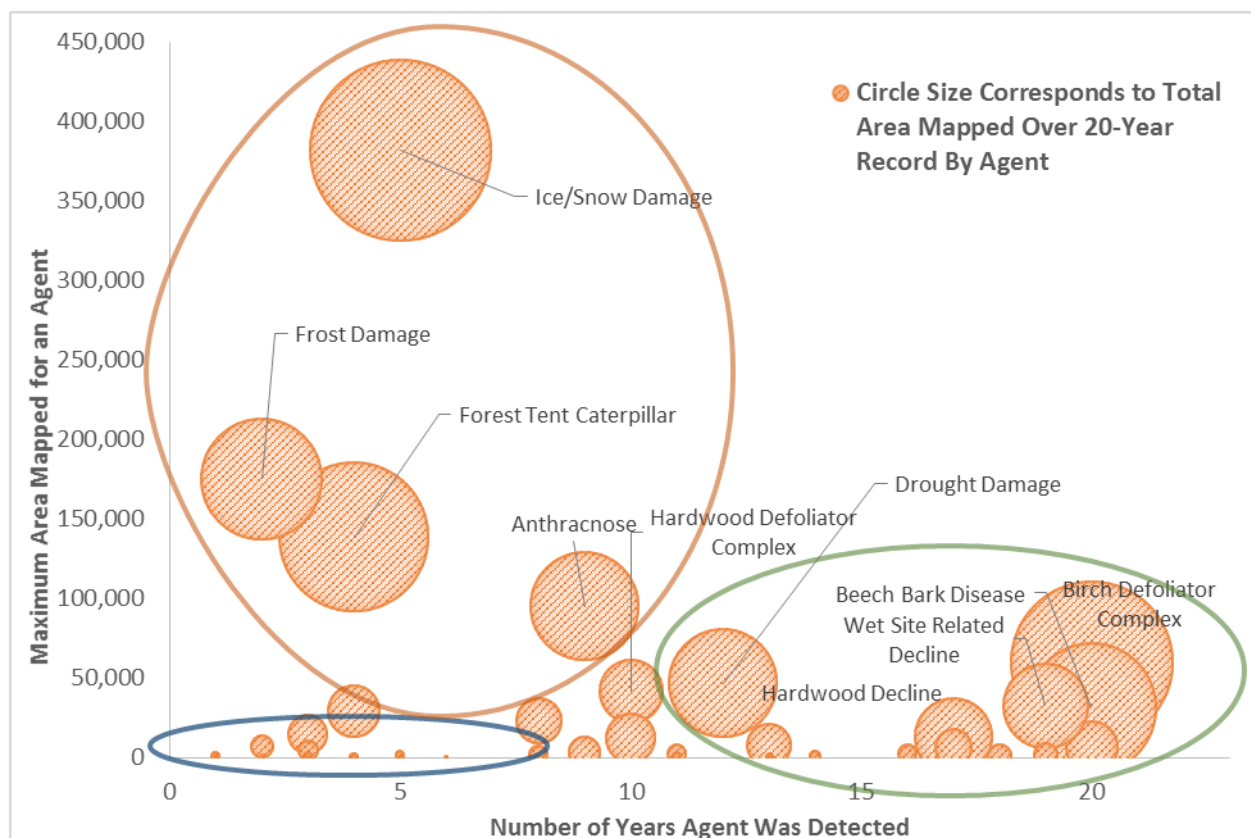 450,000
400,000
350,000
300,000
250,000
200,000
150,000
100,000
50,000
0
Maximum Area Mapped for an Agent
Circle Size Corresponds to Total
Area Mapped Over 20-Year
Record By Agent
Ice/Snow Damage
Frost Damage
Forest Tent Caterpillar
Drought Damage
Anthracnose
Hardwood Defoliator
Complex
Beech Bark Disease
Birch Defoliator
Complex
Wet Site Related
Decline
Hardwood Decline
0
5
10
15
20
Number of Years Agent Was Detected